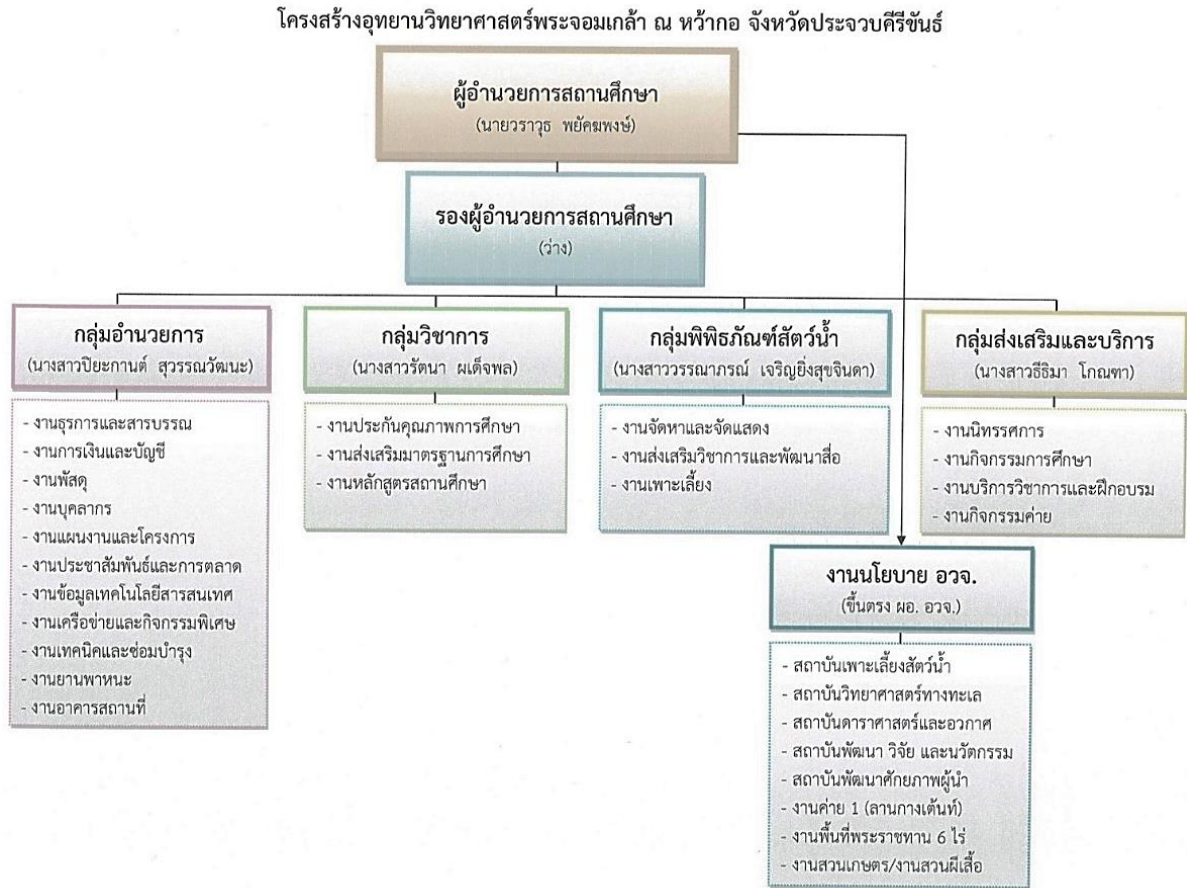 โครงสร้างอุทยานวิทยาศาสตร์พระจอมเกล้า ณ หว้ากอ จังหวัดประจวบคีรีขันธ์
ผู้อำนวยการสถานศึกษา
(นายวราวุธ พยัคฆพงษ์)
รองผู้อำนวยการสถานศึกษา
(ว่าง)
กลุ่มอำนวยการ
(นางสาวปิยะกานต์ สุวรรณวัฒนะ)
- งานธุรการและสารบรรณ
- งานการเงินและบัญชี
- งานพัสดุ
- งานบุคลากร
- งานแผนงานและโครงการ
- งานประชาสัมพันธ์และการตลาด
- งานข้อมูลเทคโนโลยีสารสนเทศ
- งานเครือข่ายและกิจกรรมพิเศษ
- งานเทคนิคและซ่อมบำรุง
- งานยานพาหนะ
- งานอาคารสถานที่
กลุ่มวิชาการ
(นางสาวรัตนา ผเด็จพล)
- งานประกันคุณภาพการศึกษา
- งานส่งเสริมมาตรฐานการศึกษา
- งานหลักสูตรสถานศึกษา
กลุ่มพิพิธภัณฑ์สัตว์น้ำ
(นางสาววรรณาภรณ์ เจริญยิ่งสุขจินดา)
- งานจัดหาและจัดแสดง
- งานส่งเสริมวิชาการและพัฒนาสื่อ
- งานเพาะเลี้ยง
กลุ่มส่งเสริมและบริการ
(นางสาวธีธิมา โกณฑา)
- งานนิทรรศการ
- งานกิจกรรมการศึกษา
- งานบริการวิชาการและฝึกอบรม
- งานกิจกรรมค่าย
งานนโยบาย อวจ.
(ขึ้นตรง ผอ. อวจ.)
- สถาบันเพาะเลี้ยงสัตว์น้ำ
- สถาบันวิทยาศาสตร์ทางทะเล
- สถาบันดาราศาสตร์และอวกาศ
- สถาบันพัฒนา วิจัย และนวัตกรรม
- สถาบันพัฒนาศักยภาพผู้นำ
- งานค่าย 1 (ลานกางเต้นท์)
- งานพื้นที่พระราชทาน 6 ไร่
- งานสวนเกษตร/งานสวนผีเสื้อ